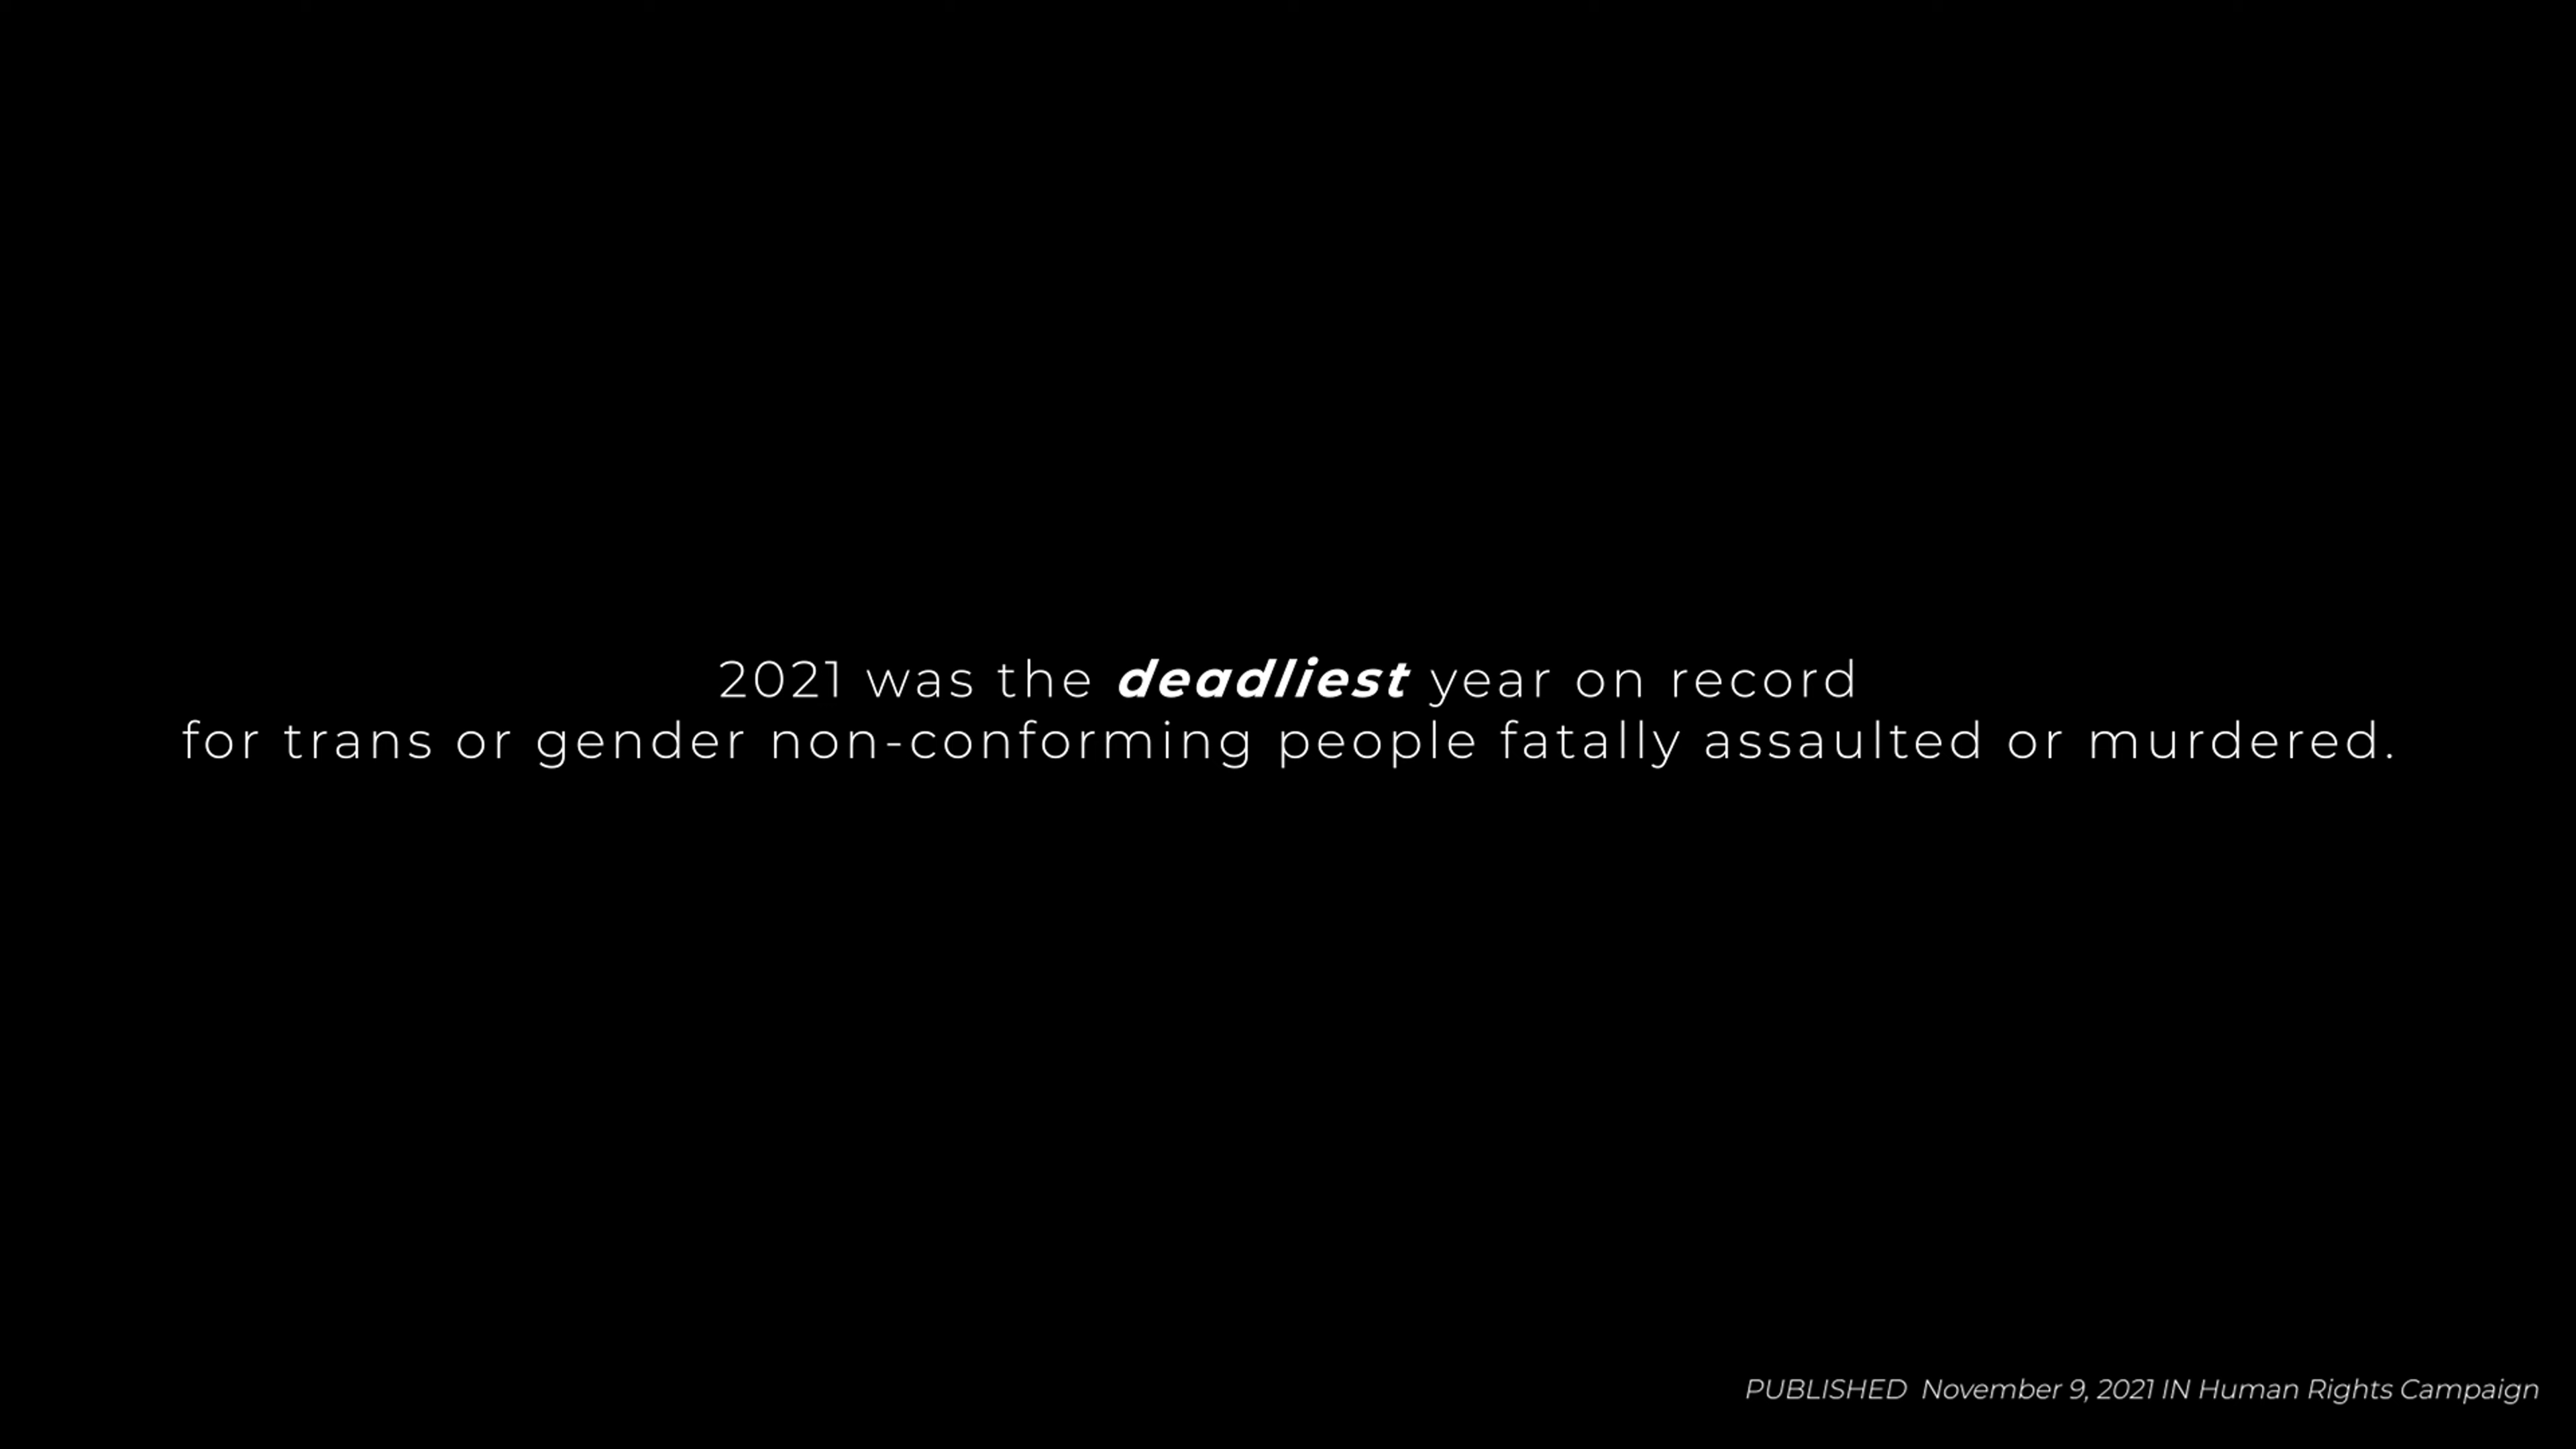 2021 was the deadliest year on record
for trans or gender non-conforming people fatally assaulted or murdered.
PUBLISHED November 9, 2021 IN Human Rights Campaign